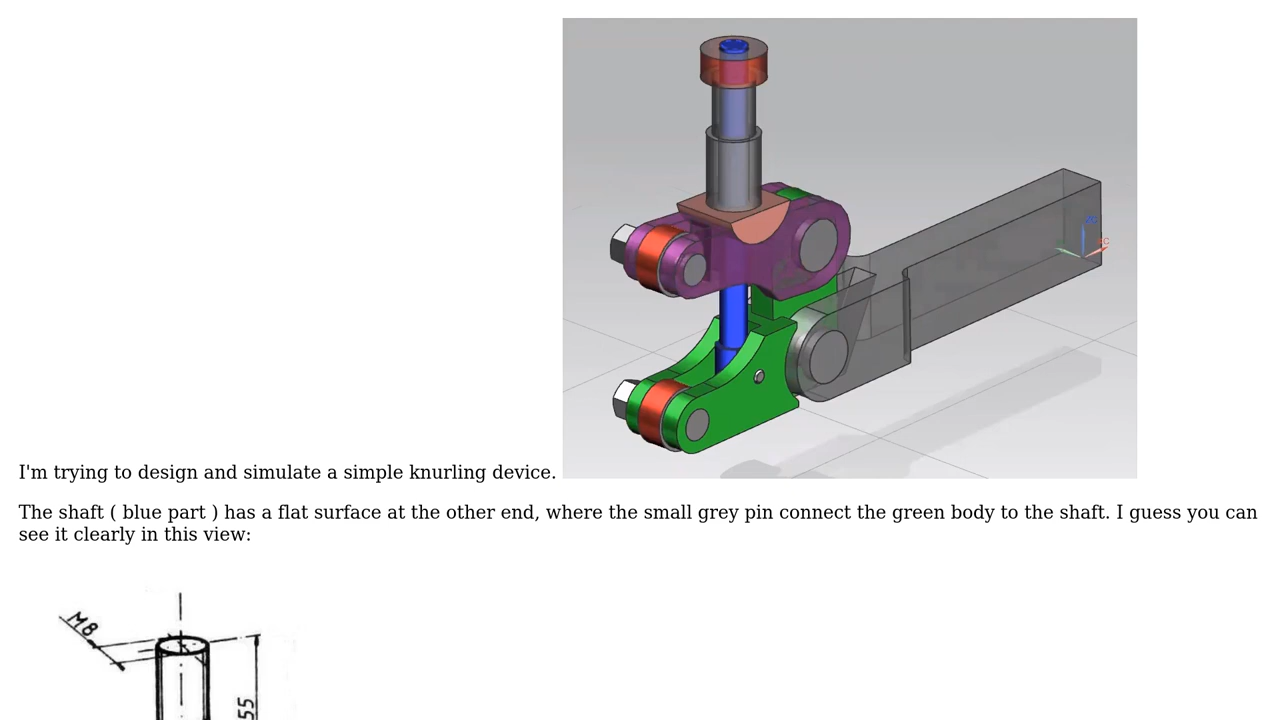 I'm trying to design and simulate a simple knurling device.
The shaft ( blue part ) has a flat surface at the other end, where the small grey pin connect the green body to the shaft. I guess you can
see it clearly in this view:
M8
55